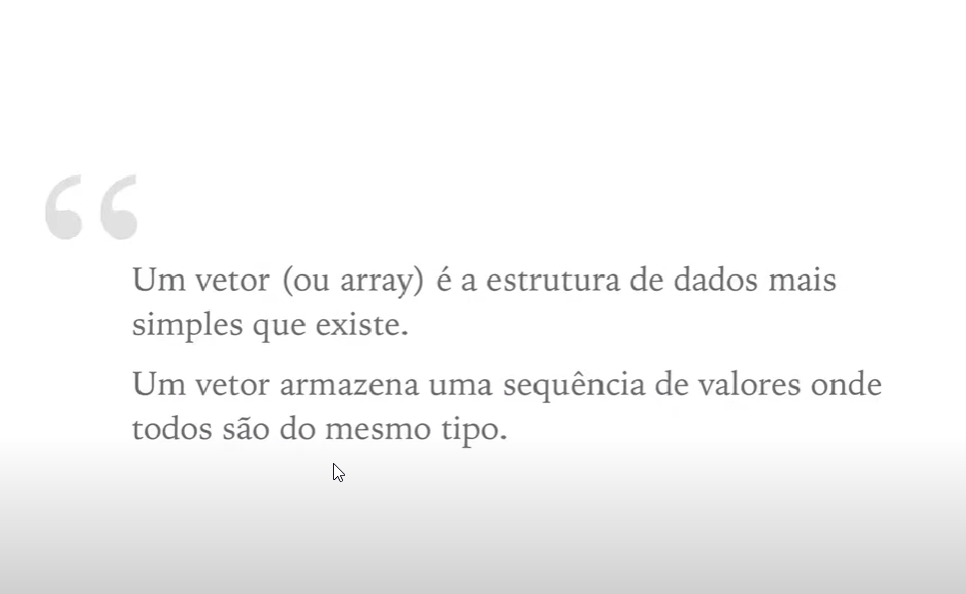 “
Um vetor (ou array) é a estrutura de dados mais
simples que existe.
Um vetor armazena uma sequência de valores onde
todos são do mesmo tipo.